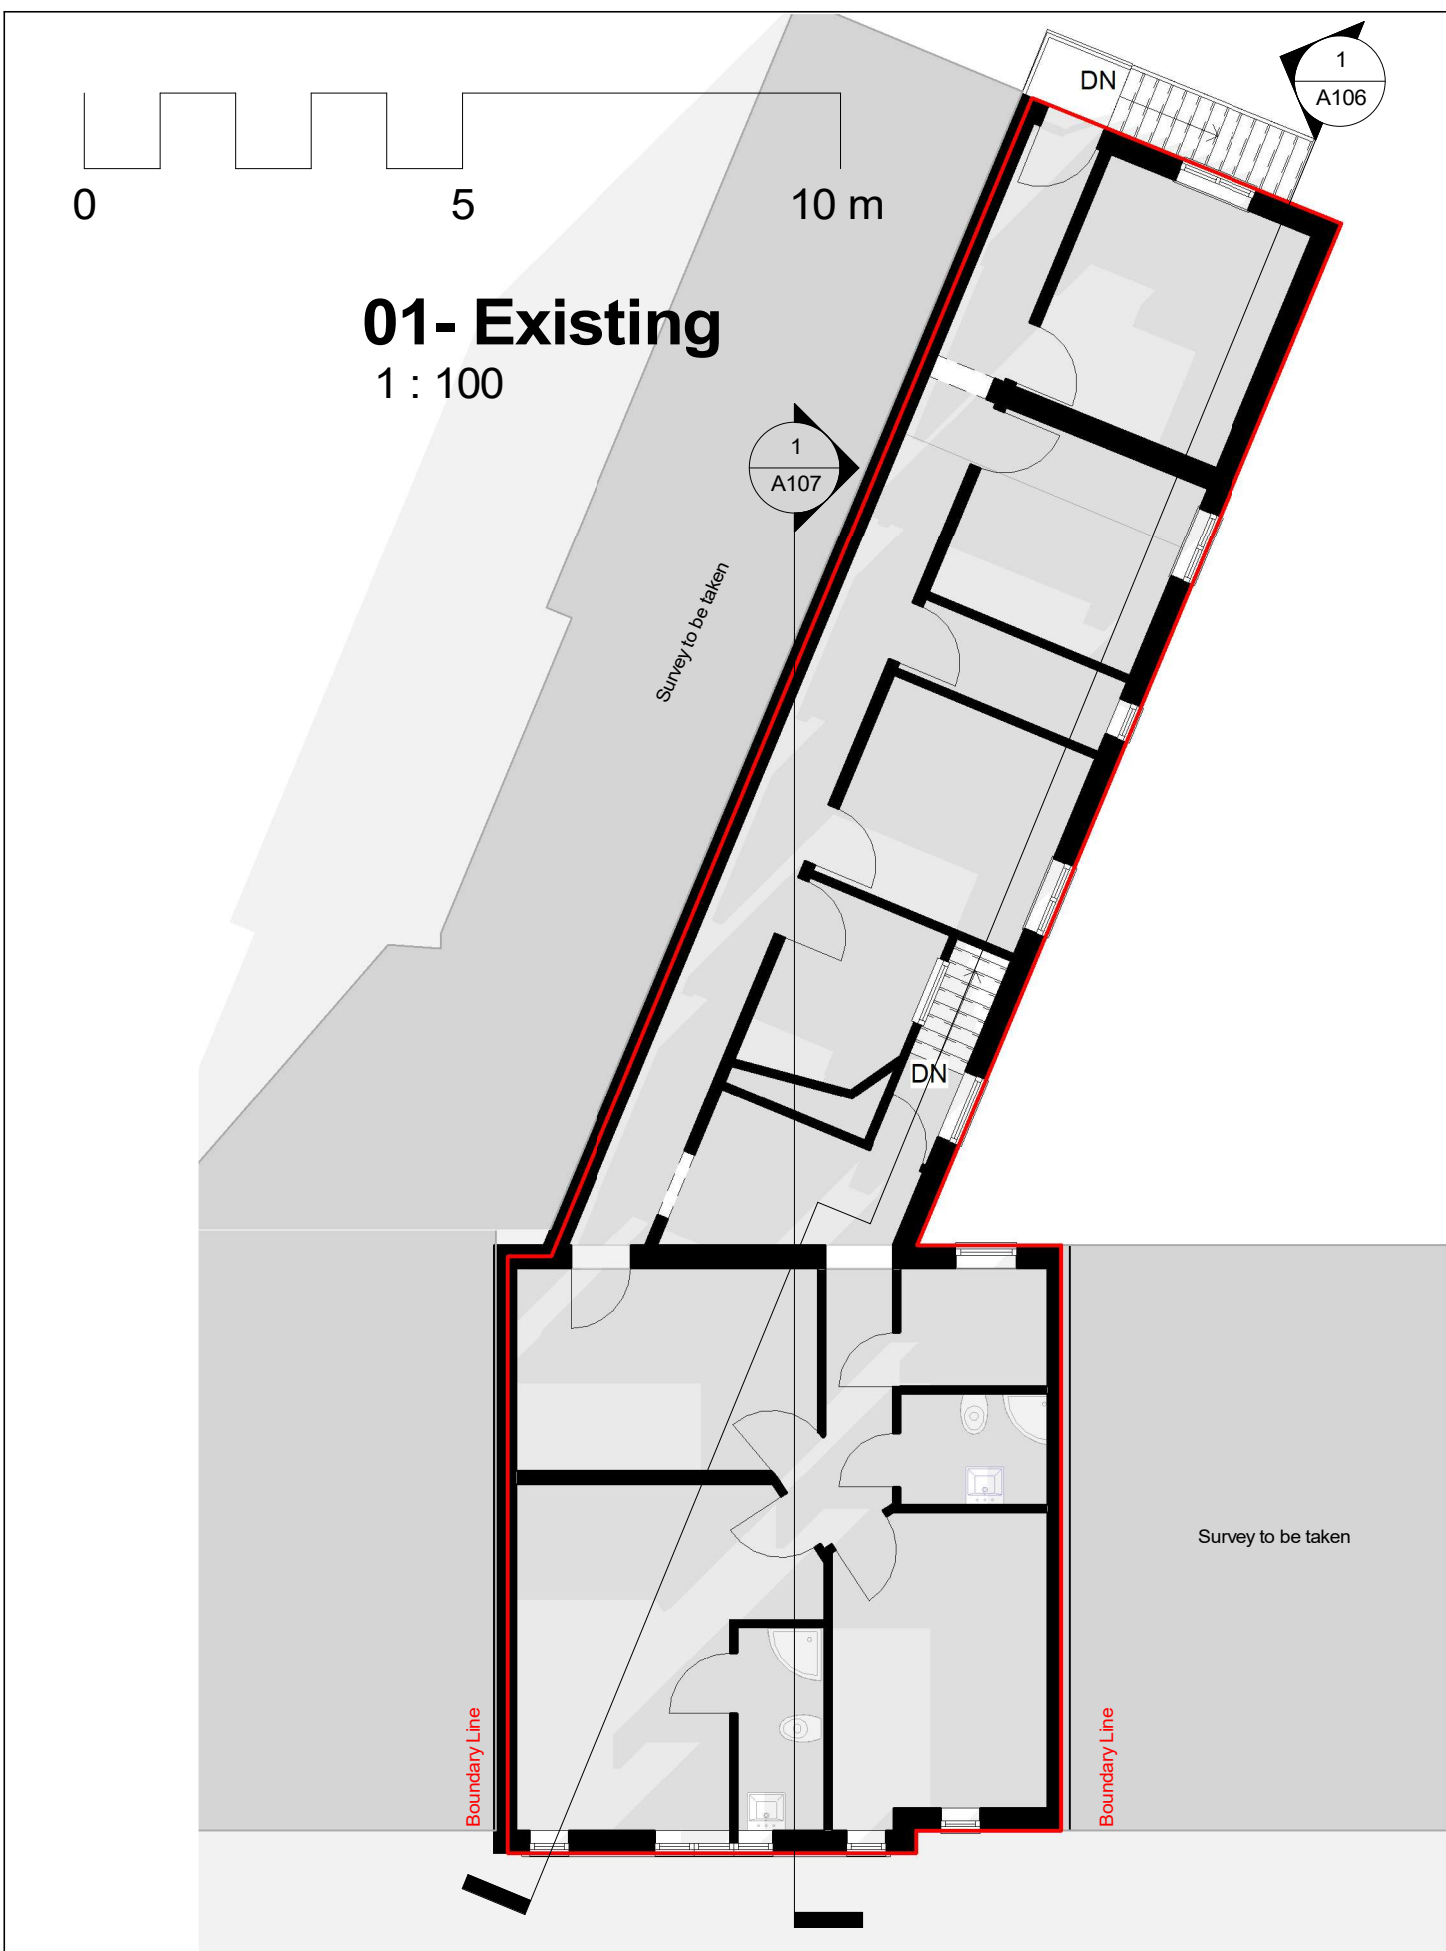 DN
1
A106
0
5
10 m
01- Existing
1 : 100
1
A107
Survey to be taken
DN
Survey to be taken
Boundary Line
Boundary Line